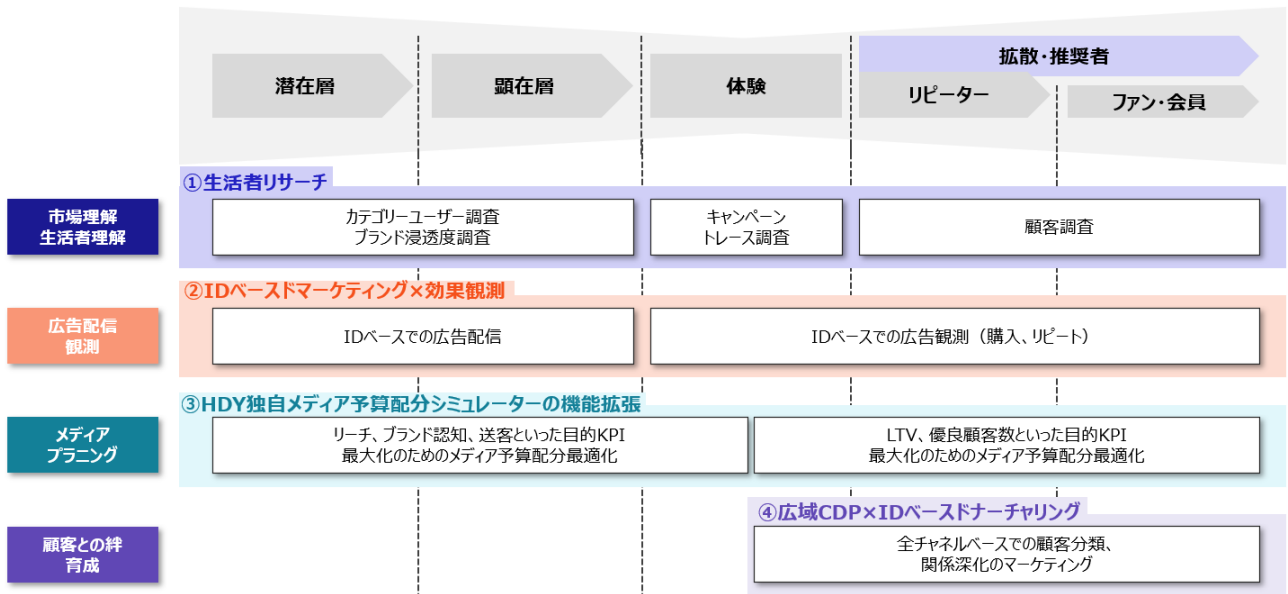 潜在層
顕在層
体験
拡散・推奨者
リピーター
ファン・会員
①生活者リサーチ
市場理解
生活者理解
カテゴリーユーザー調査
ブランド浸透度調査
キャンペーン
トレース調査
顧客調査
②IDベースドマーケティング×効果観測
広告配信
観測
IDベースでの広告配信
IDベースでの広告観測（購入、リピート）
③HDY独自メディア予算配分シミュレーターの機能拡張
メディア
プラニング
リーチ、ブランド認知、送客といった目的KPI
最大化のためのメディア予算配分最適化
LTV、優良顧客数といった目的KPI
最大化のためのメディア予算配分最適化
④広域CDP×IDベースドナーチャリング
顧客との絆
育成
全チャネルベースでの顧客分類、
関係深化のマーケティング